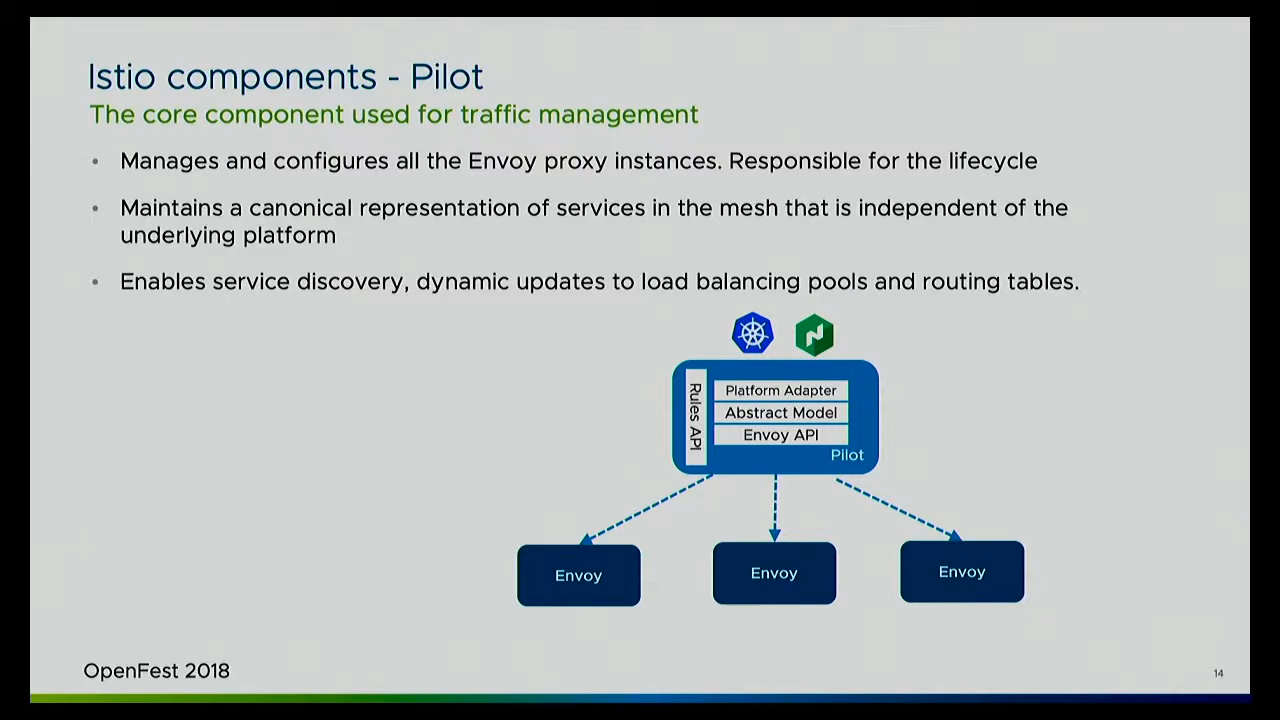 Istio components - Pilot
The core component used for traffic management
• Manages and configures all the Envoy proxy instances. Responsible for the lifecycle
• Maintains a canonical representation of services in the mesh that is independent of the
underlying platform
• Enables service discovery, dynamic updates to load balancing pools and routing tables.
Rules API
Platform Adapter
Abstract Model
Envoy API
Pilot
Envoy
Envoy
Envoy
OpenFest 2018
14